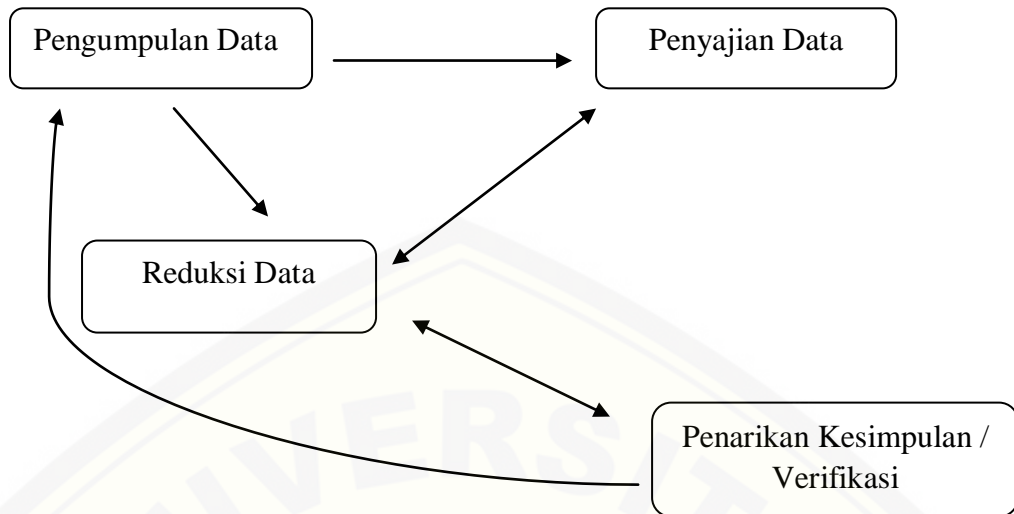 Pengumpulan Data
Penyajian Data
Reduksi Data
Penarikan Kesimpulan /
Verifikasi